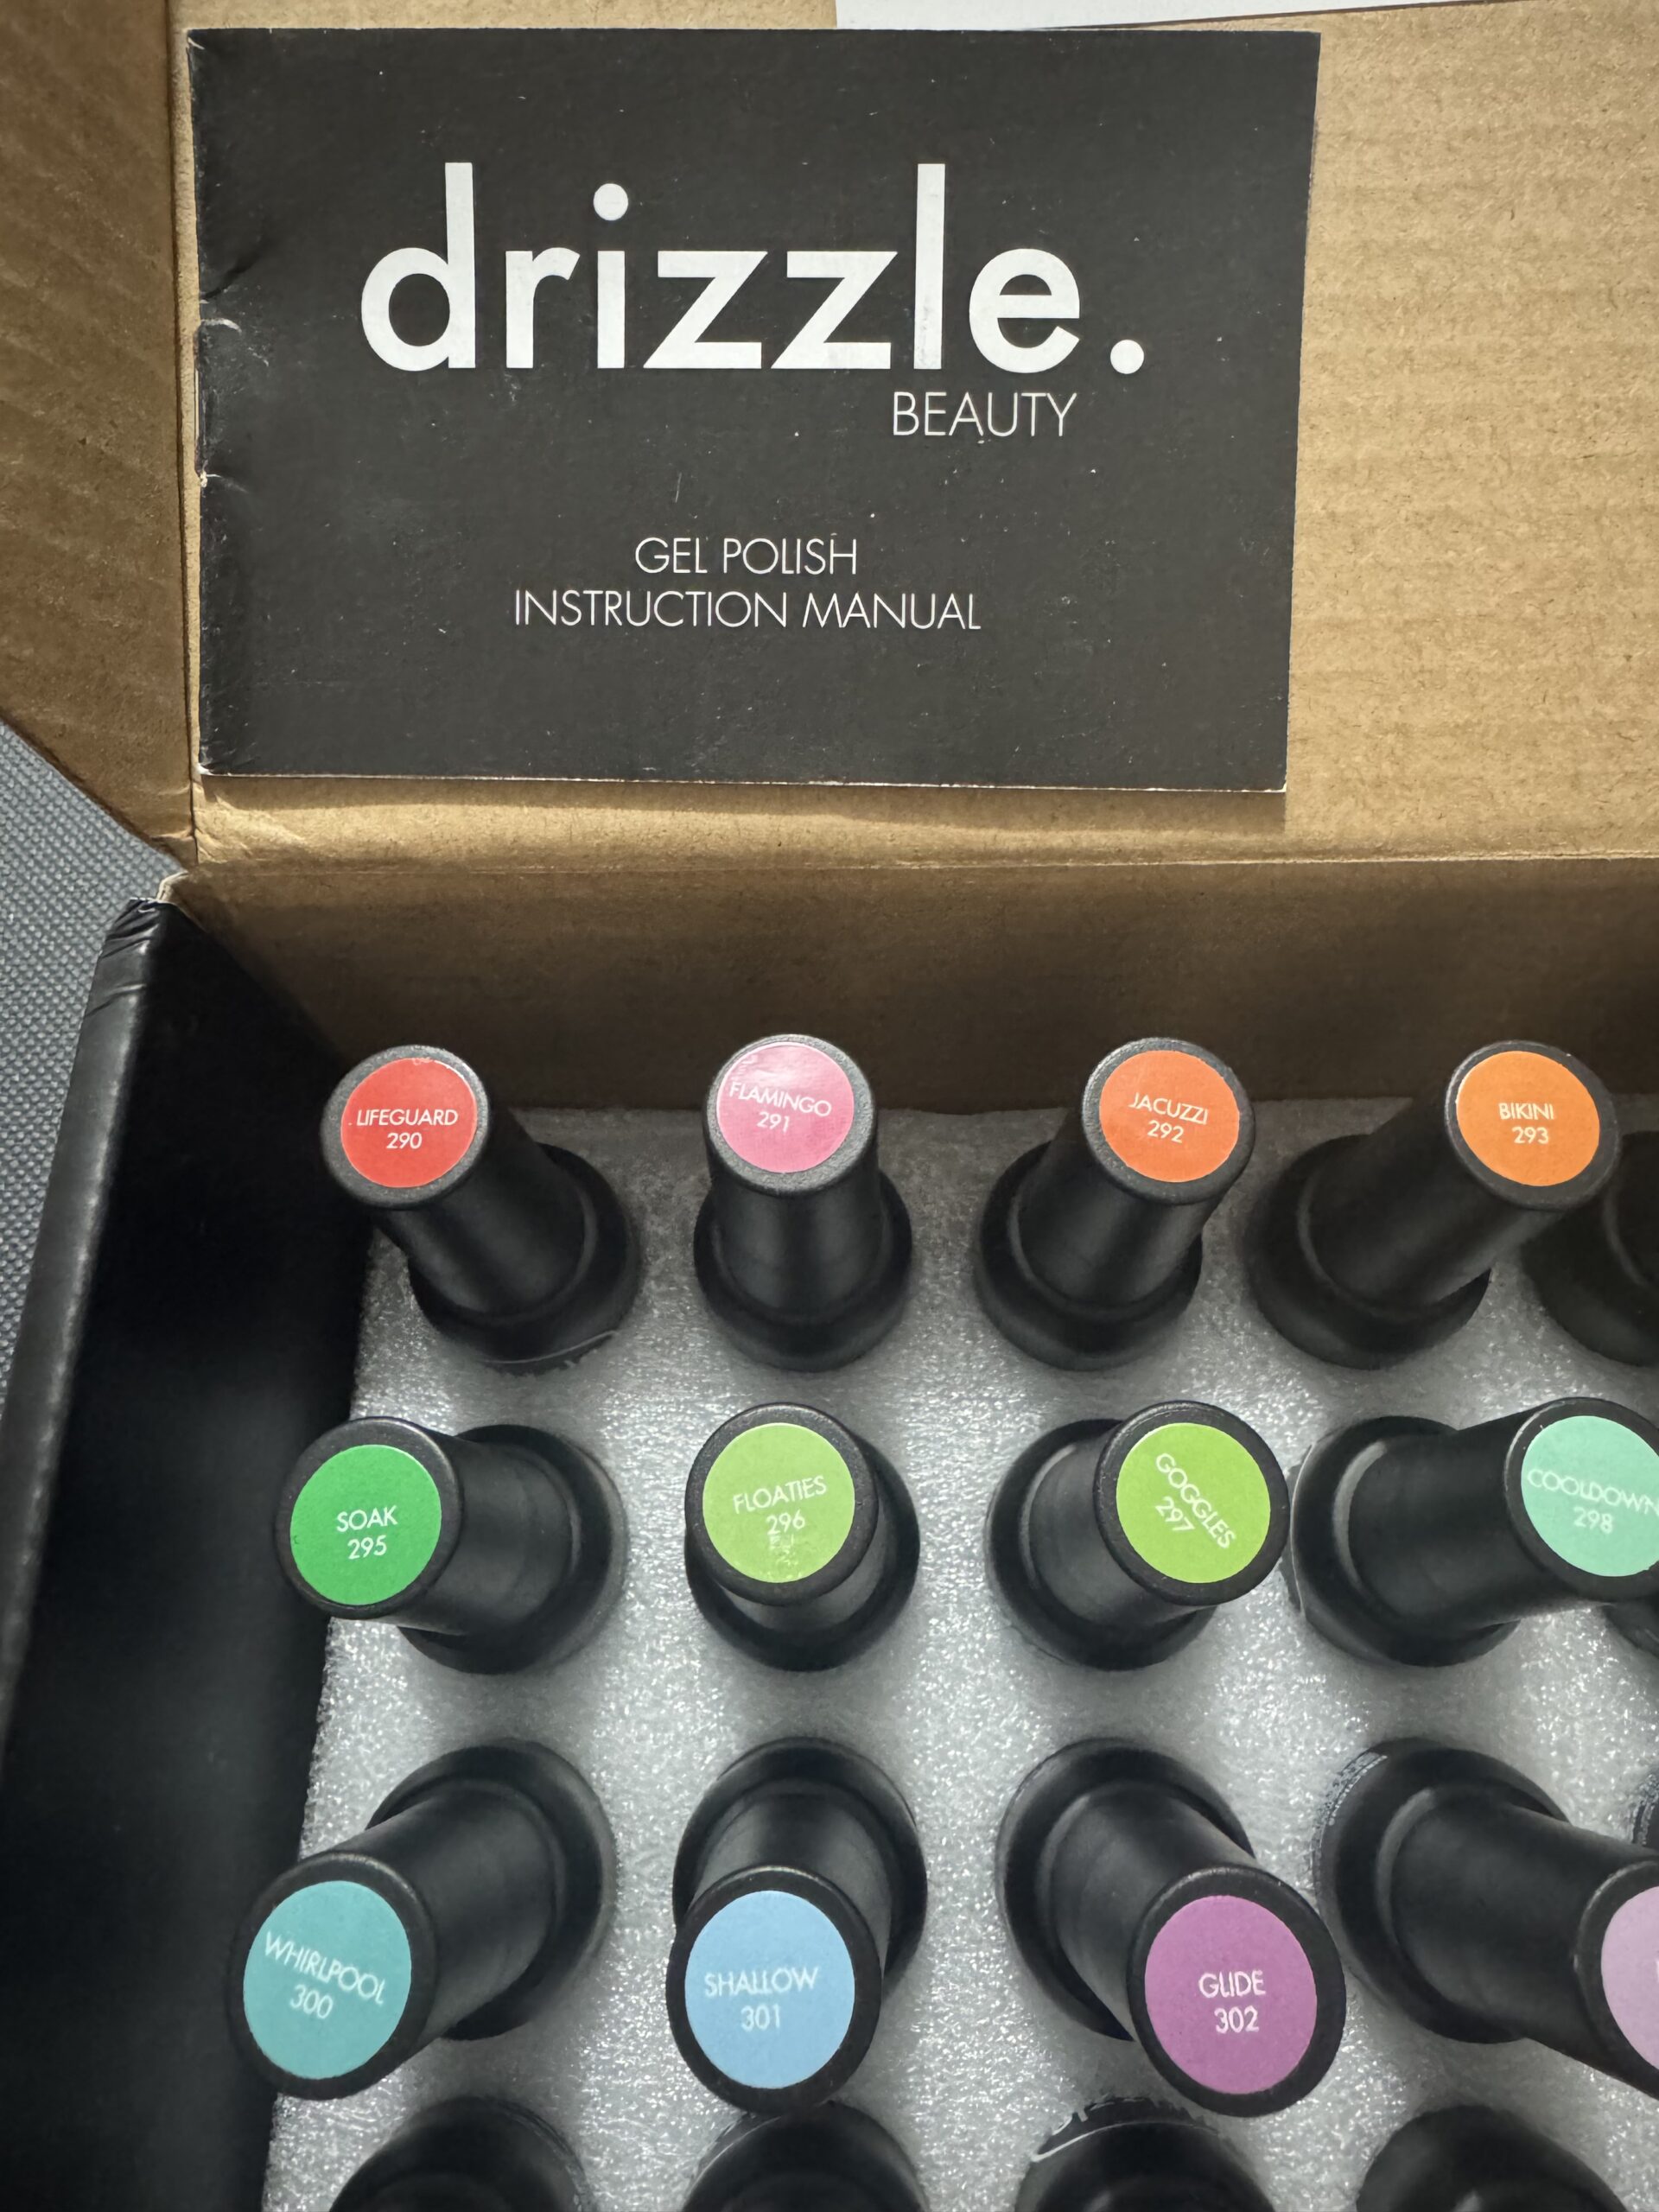 drizzle.
BEAUTY
GEL POLISH
INSTRUCTION MANUAL
LIFEGUARD
290
FLAMINGO
291
JACUZZI
292
BIKINI
293
SOAK
295
FLOATIES
296
GOGGLES
297
COOLDOWN
298
WHIRLPOOL
300
SHALLOW
301
GLIDE
302